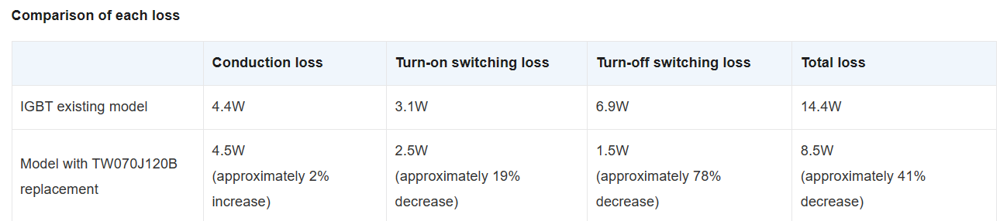 Comparison of each loss
Conduction loss
Turn-on switching loss
Turn-off switching loss
Total loss
IGBT existing model
4.4W
3.1W
6.9W
14.4W
Model with TW070J120B
replacement
4.5W
(approximately 2%
increase)
2.5W
(approximately 19%
decrease)
1.5W
(approximately 78%
decrease)
8.5W
(approximately 41%
decrease)